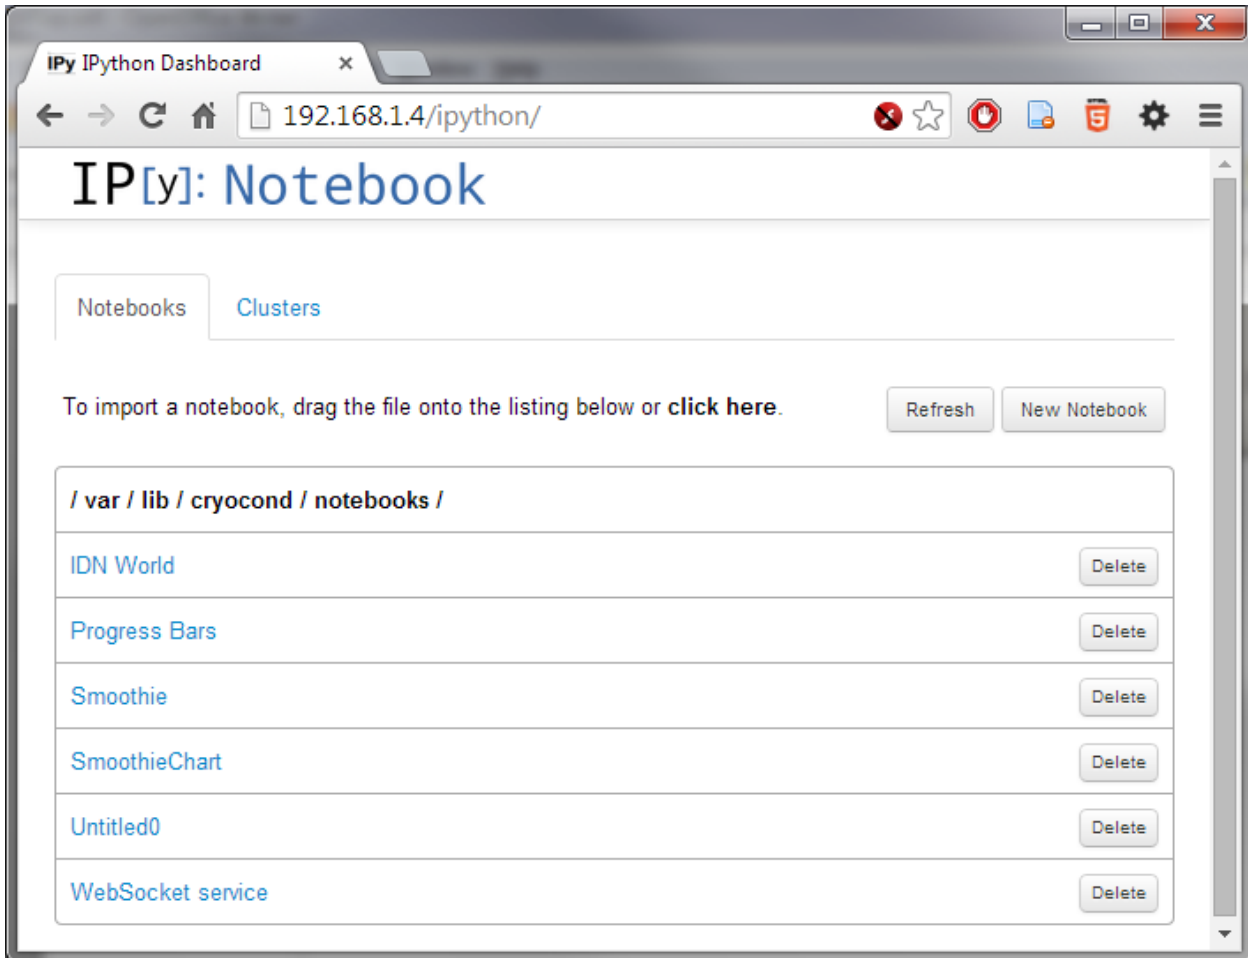 IPy IPython Dashboard
192.168.1.4/ipython/
IP[y]: Notebook
Notebooks Clusters
To import a notebook, drag the file onto the listing below or click here. Refresh New Notebook
/ var / lib / cryocond / notebooks /
IDN World Delete
Progress Bars Delete
Smoothie Delete
SmoothieChart Delete
Untitled0 Delete
WebSocket service Delete